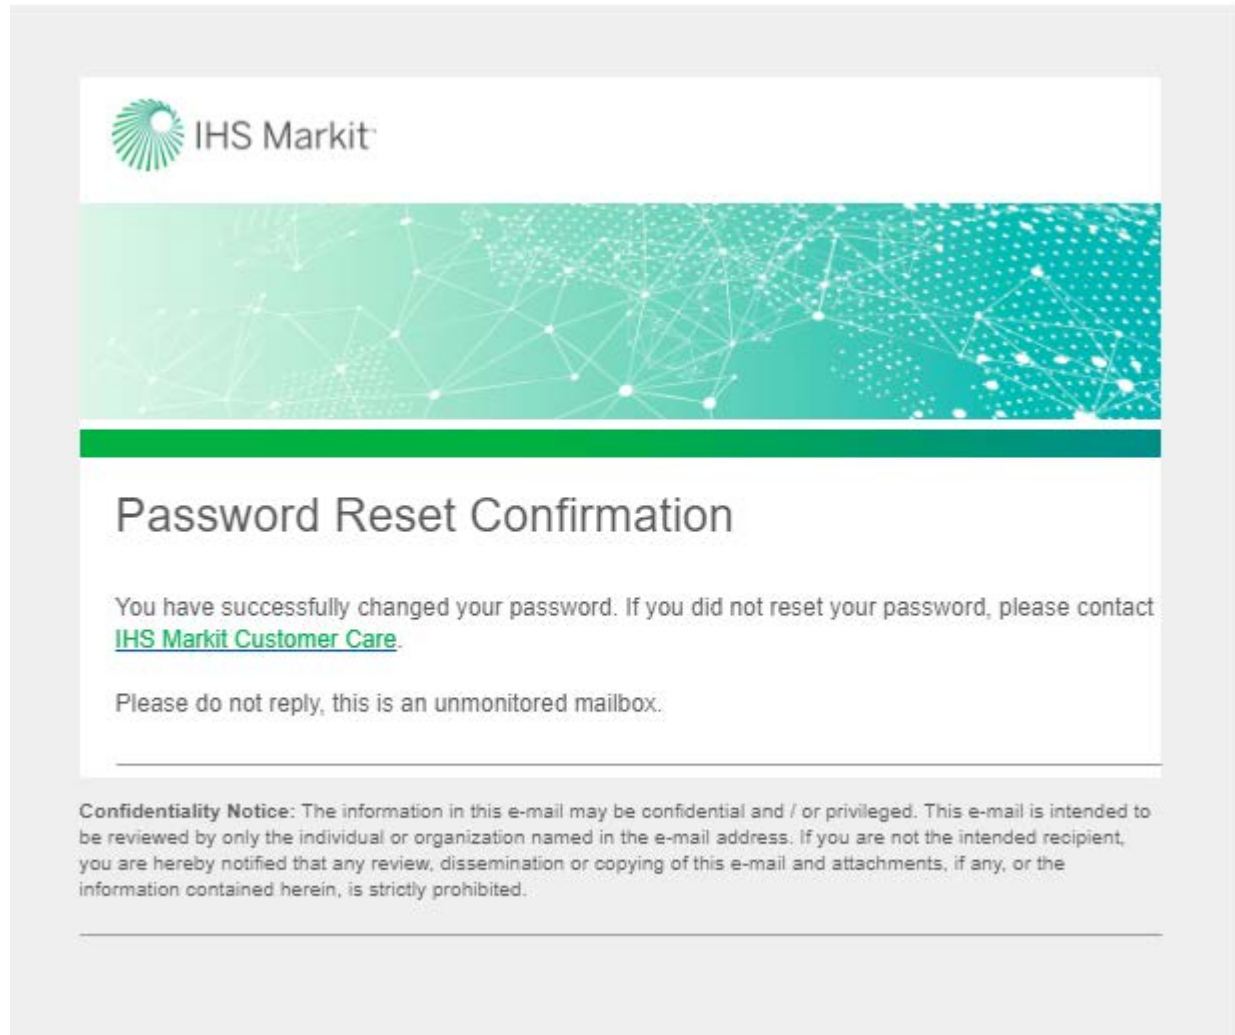 IHS Markit
Password Reset Confirmation
You have successfully changed your password. If you did not reset your password, please contact
IHS Markit Customer Care.
Please do not reply, this is an unmonitored mailbox.
Confidentiality Notice: The information in this e-mail may be confidential and / or privileged. This e-mail is intended to
be reviewed by only the individual or organization named in the e-mail address. If you are not the intended recipient,
you are hereby notified that any review, dissemination or copying of this e-mail and attachments, if any, or the
information contained herein, is strictly prohibited.